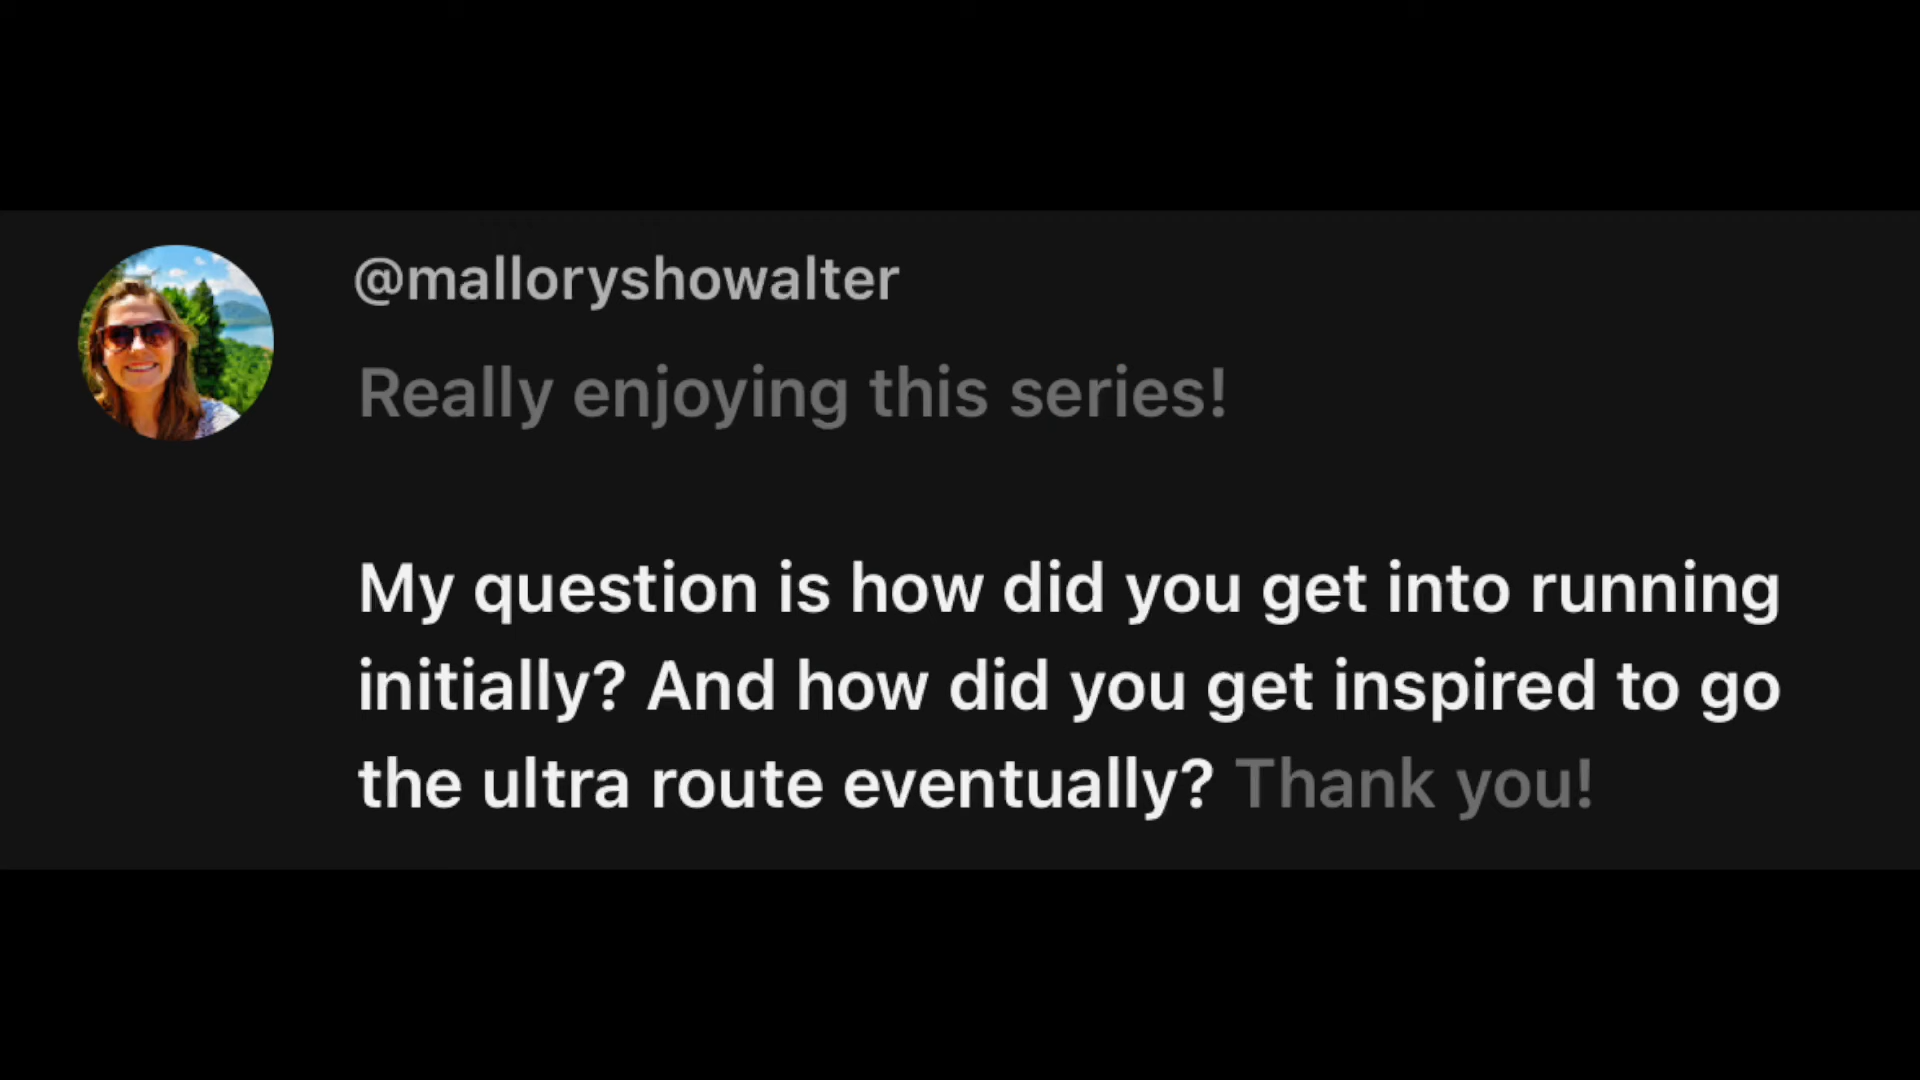 @malloryshowalter
Really enjoying this series!
My question is how did you get into running
initially? And how did you get inspired to go
the ultra route eventually? Thank you!